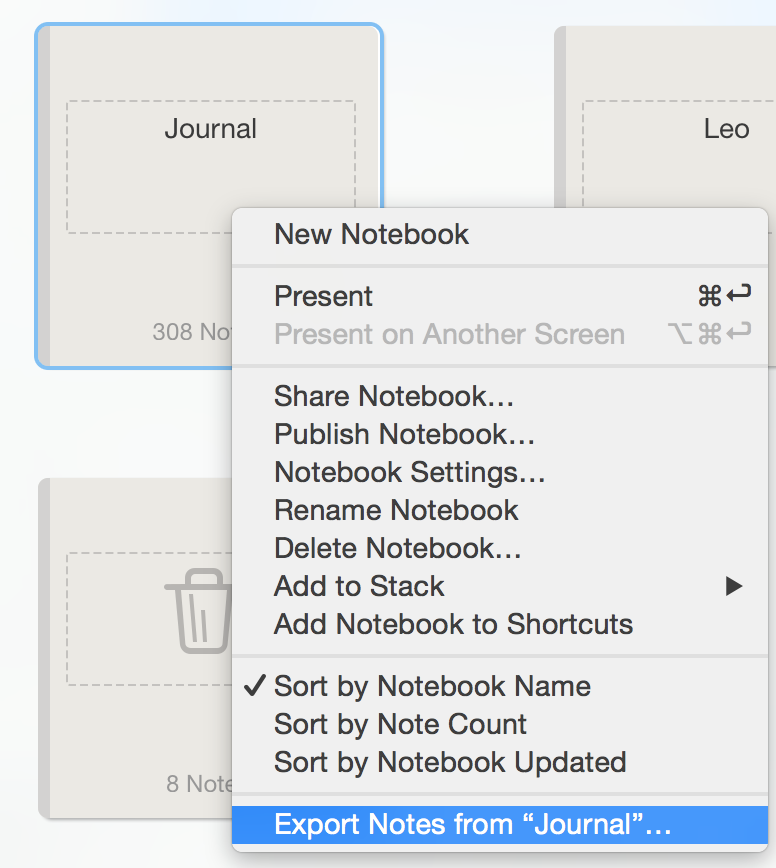 Journal
Leo
308 No
New Notebook
Present ⌘↩
Present on Another Screen ⌥⌘↩
Share Notebook…
Publish Notebook…
Notebook Settings…
Rename Notebook
Delete Notebook…
Add to Stack ▶
Add Notebook to Shortcuts
✓ Sort by Notebook Name
Sort by Note Count
Sort by Notebook Updated
8 Note
Export Notes from “Journal”…